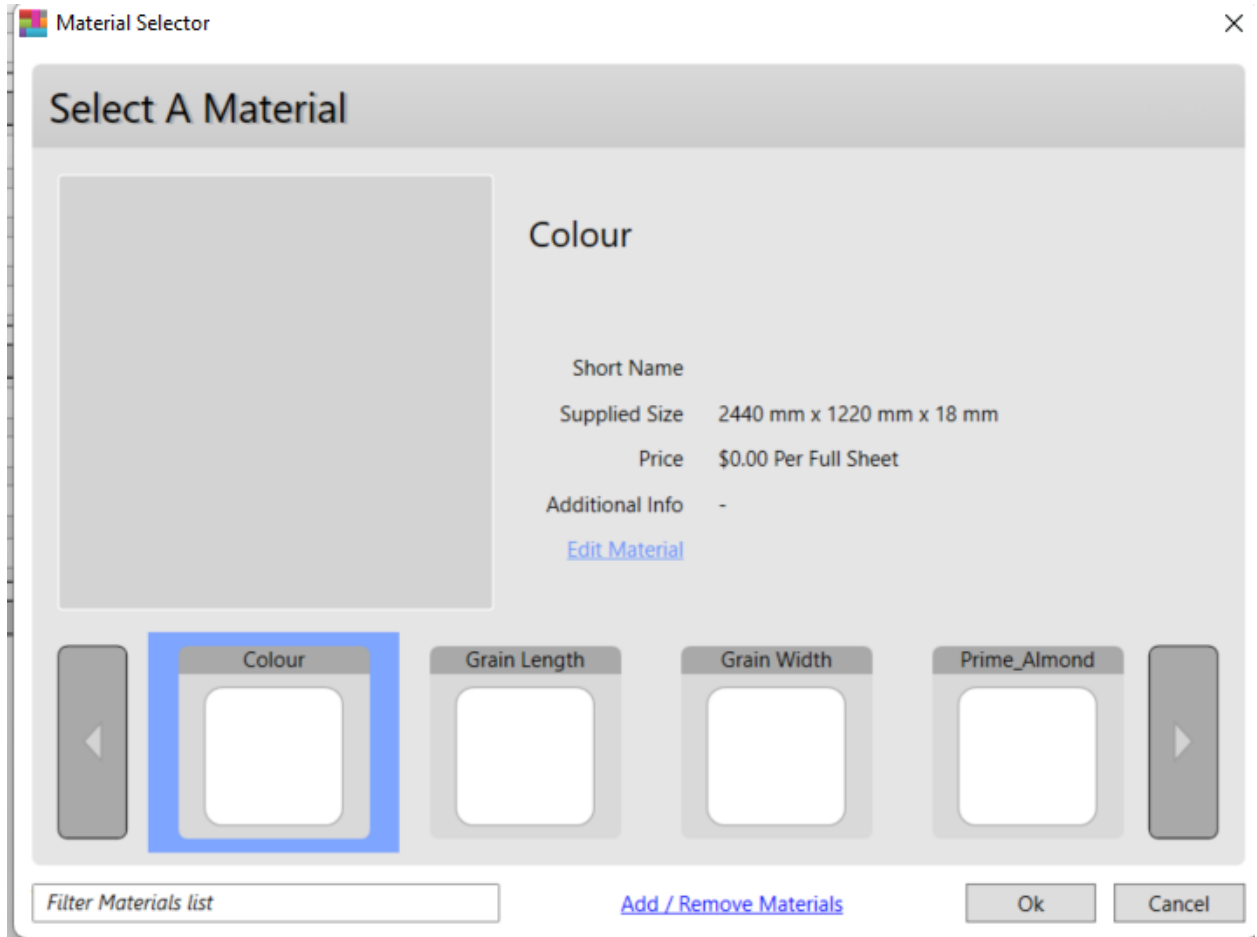 Material Selector
Select A Material
Colour
Short Name
Supplied Size 2440 mm x 1220 mm x 18 mm
Price $0.00 Per Full Sheet
Additional Info -
Edit Material
Colour Grain Length Grain Width Prime_Almond
Filter Materials list Add / Remove Materials Ok Cancel